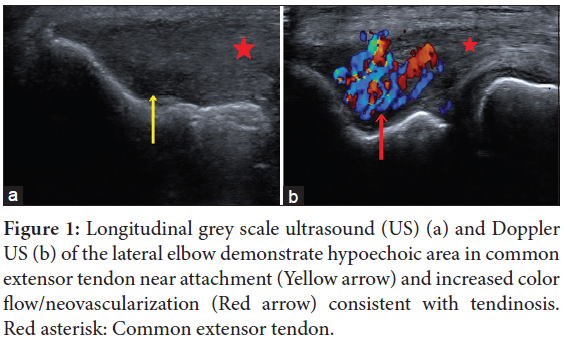 a
b
Figure 1: Longitudinal grey scale ultrasound (US) (a) and Doppler
US (b) of the lateral elbow demonstrate hypoechoic area in common
extensor tendon near attachment (Yellow arrow) and increased color
flow/neovascularization (Red arrow) consistent with tendinosis.
Red asterisk: Common extensor tendon.